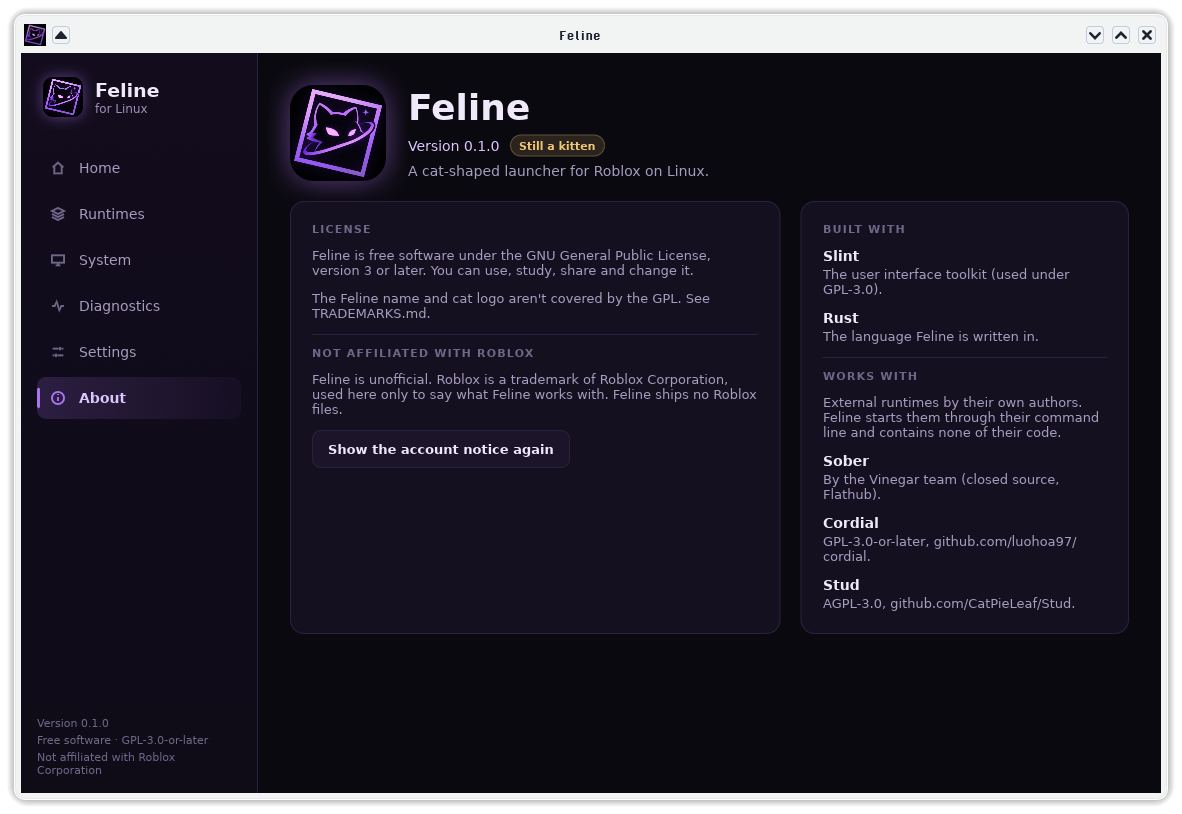 Feline
Feline
for Linux
Home
Runtimes
System
Diagnostics
Settings
About
Version 0.1.0
Free software · GPL-3.0-or-later
Not affiliated with Roblox
Corporation
Feline
Version 0.1.0
Still a kitten
A cat-shaped launcher for Roblox on Linux.
LICENSE
Feline is free software under the GNU General Public License,
version 3 or later. You can use, study, share and change it.
The Feline name and cat logo aren't covered by the GPL. See
TRADEMARKS.md.
NOT AFFILIATED WITH ROBLOX
Feline is unofficial. Roblox is a trademark of Roblox Corporation,
used here only to say what Feline works with. Feline ships no Roblox
files.
Show the account notice again
BUILT WITH
Slint
The user interface toolkit (used under
GPL-3.0).
Rust
The language Feline is written in.
WORKS WITH
External runtimes by their own authors.
Feline starts them through their command
line and contains none of their code.
Sober
By the Vinegar team (closed source,
Flathub).
Cordial
GPL-3.0-or-later, github.com/luohoa97/
cordial.
Stud
AGPL-3.0, github.com/CatPieLeaf/Stud.